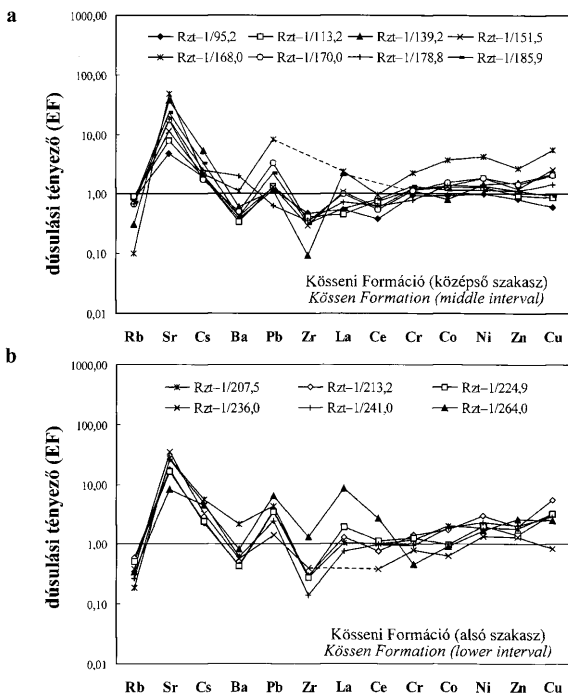 a
Rzt–1/95,2 Rzt–1/113,2 Rzt–1/139,2 Rzt–1/151,5
Rzt–1/168,0 Rzt–1/170,0 Rzt–1/178,8 Rzt–1/185,9
dúsulási tényező (EF)
1000,00
100,00
10,00
1,00
0,10
0,01
Kösseni Formáció (középső szakasz)
Kössen Formation (middle interval)
Rb Sr Cs Ba Pb Zr La Ce Cr Co Ni Zn Cu
b
Rzt–1/207,5 Rzt–1/213,2 Rzt–1/224,9
Rzt–1/236,0 Rzt–1/241,0 Rzt–1/264,0
dúsulási tényező (EF)
1000,00
100,00
10,00
1,00
0,10
0,01
Kösseni Formáció (alsó szakasz)
Kössen Formation (lower interval)
Rb Sr Cs Ba Pb Zr La Ce Cr Co Ni Zn Cu